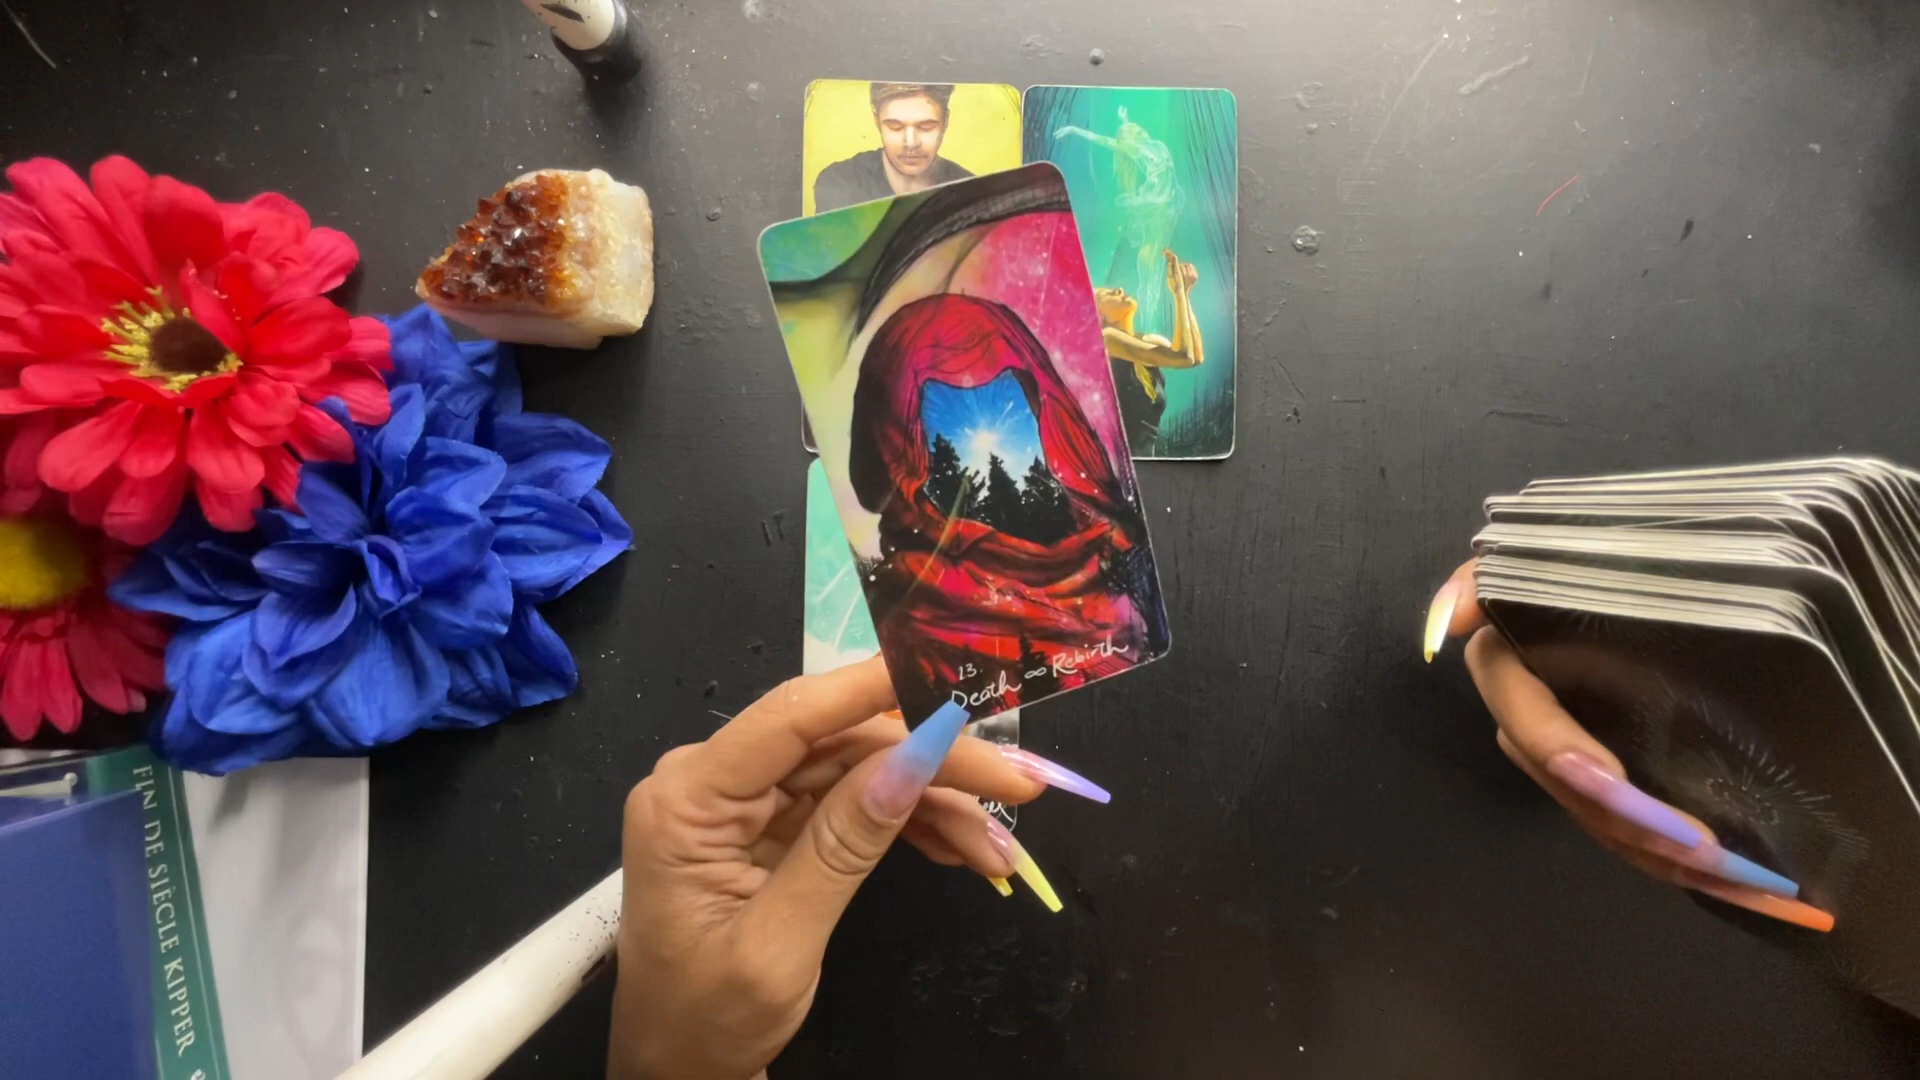 13.
Death ∞ Rebirth
FIN DE SIÈCLE KIPPER